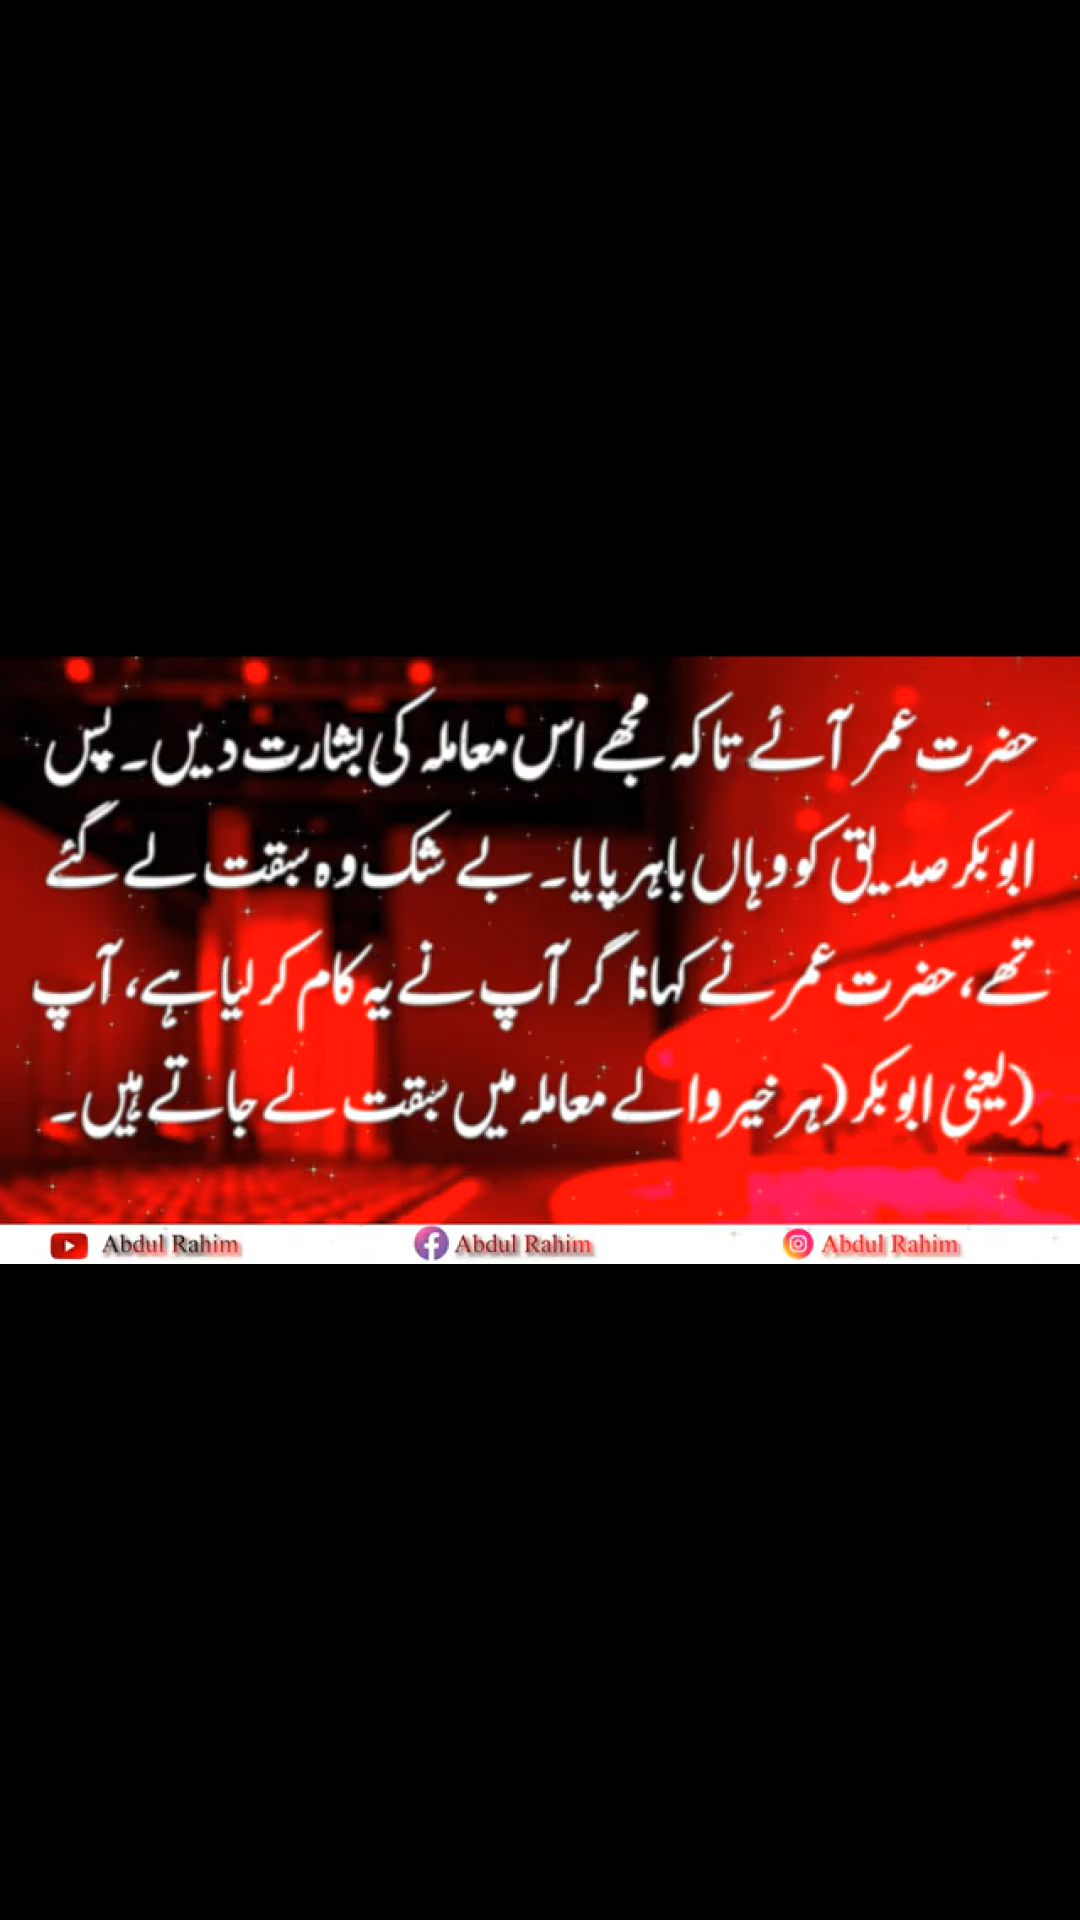 حضرت عمر آئے تاکہ مجھے اس معاملہ کی بشارت دیں۔ پس
ابو بکر صدیق کو وہاں باہر پایا۔ بے شک وہ سبقت لے گئے
تھے، حضرت عمر نے کہا:اگر آپ نے یہ کام کر لیا ہے، آپ
(یعنی ابو بکر( ہر خیر والے معاملہ میں سبقت لے جاتے ہیں۔
Abdul Rahim Abdul Rahim Abdul Rahim